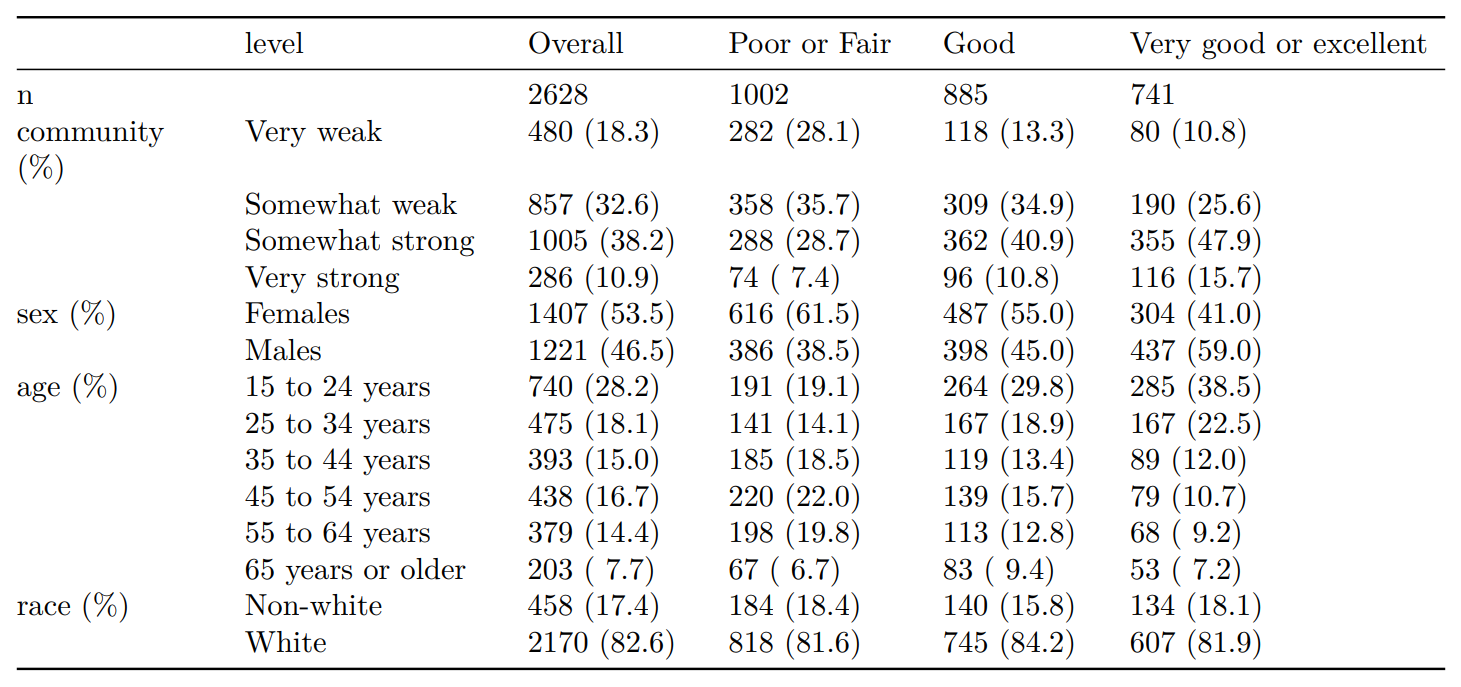 level Overall Poor or Fair Good Very good or excellent
n 2628 1002 885 741
community Very weak 480 (18.3) 282 (28.1) 118 (13.3) 80 (10.8)
(%)
Somewhat weak 857 (32.6) 358 (35.7) 309 (34.9) 190 (25.6)
Somewhat strong 1005 (38.2) 288 (28.7) 362 (40.9) 355 (47.9)
Very strong 286 (10.9) 74 ( 7.4) 96 (10.8) 116 (15.7)
sex (%) Females 1407 (53.5) 616 (61.5) 487 (55.0) 304 (41.0)
Males 1221 (46.5) 386 (38.5) 398 (45.0) 437 (59.0)
age (%) 15 to 24 years 740 (28.2) 191 (19.1) 264 (29.8) 285 (38.5)
25 to 34 years 475 (18.1) 141 (14.1) 167 (18.9) 167 (22.5)
35 to 44 years 393 (15.0) 185 (18.5) 119 (13.4) 89 (12.0)
45 to 54 years 438 (16.7) 220 (22.0) 139 (15.7) 79 (10.7)
55 to 64 years 379 (14.4) 198 (19.8) 113 (12.8) 68 ( 9.2)
65 years or older 203 ( 7.7) 67 ( 6.7) 83 ( 9.4) 53 ( 7.2)
race (%) Non-white 458 (17.4) 184 (18.4) 140 (15.8) 134 (18.1)
White 2170 (82.6) 818 (81.6) 745 (84.2) 607 (81.9)